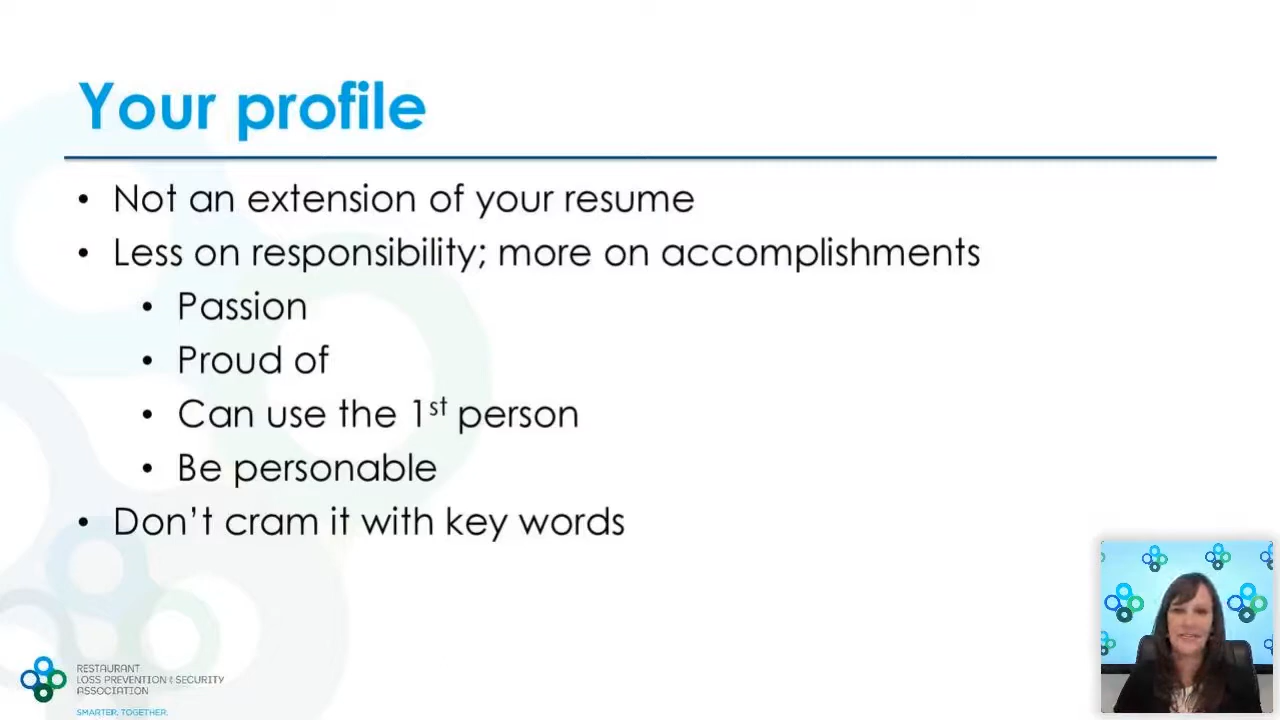 Your profile
• Not an extension of your resume
• Less on responsibility; more on accomplishments
• Passion
• Proud of
• Can use the 1st person
• Be personable
• Don't cram it with key words
RESTAURANT
LOSS PREVENTION & SECURITY
ASSOCIATION
SMARTER. TOGETHER.